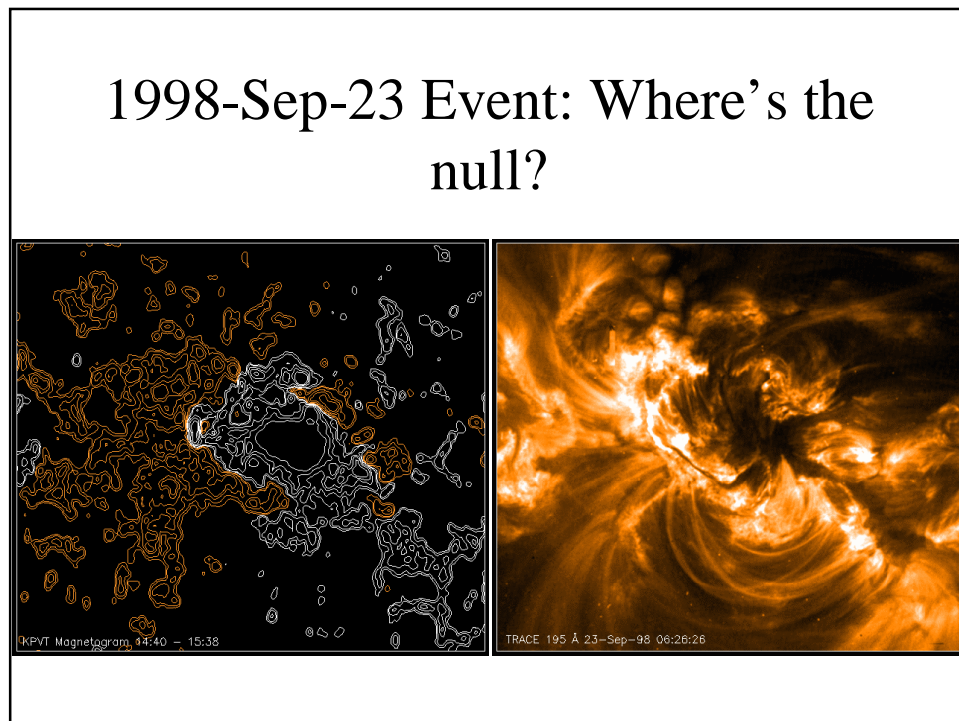 1998-Sep-23 Event: Where's the
null?
KPVT Magnetogram 14:40 - 15:38
TRACE 195 Å 23-Sep-98 06:26:26